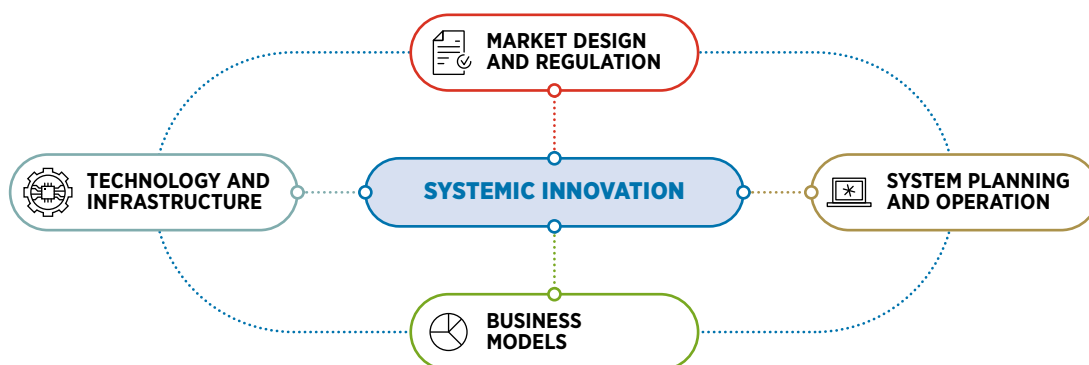 MARKET DESIGN
AND REGULATION
TECHNOLOGY AND
INFRASTRUCTURE
SYSTEMIC INNOVATION
SYSTEM PLANNING
AND OPERATION
BUSINESS
MODELS